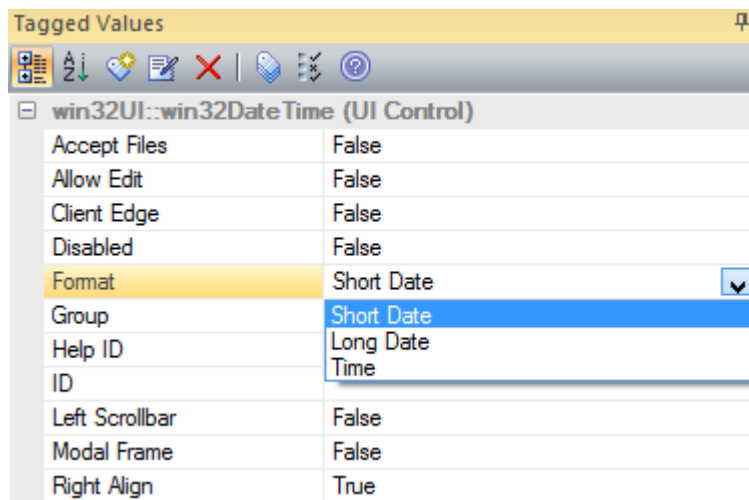 Tagged Values
win32UI::win32DateTime (UI Control)
Accept Files False
Allow Edit False
Client Edge False
Disabled False
Format Short Date
Group Short Date
Help ID Long Date
Time
ID
Left Scrollbar False
Modal Frame False
Right Align True